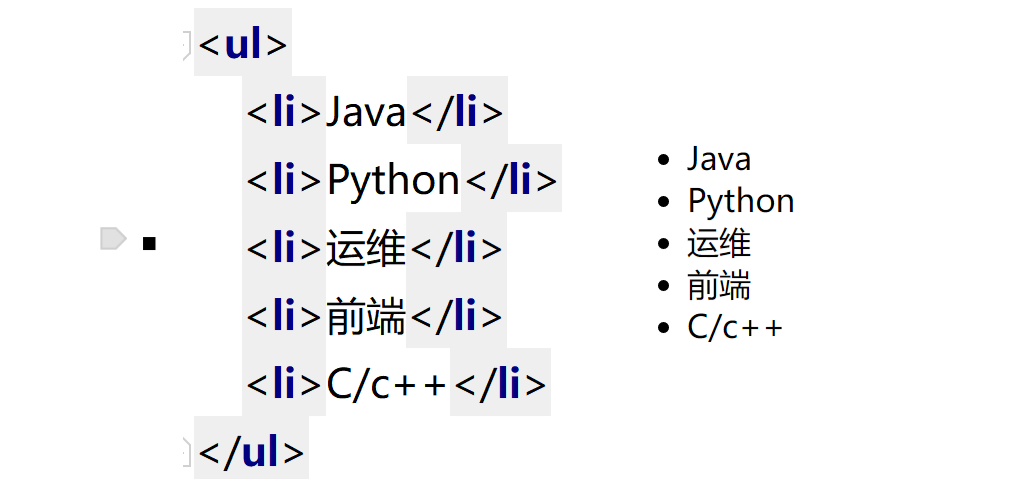 <ul>
<li>Java</li>
<li>Python</li>
<li>运维</li>
<li>前端</li>
<li>C/c++</li>
</ul>
• Java
• Python
• 运维
• 前端
• C/c++